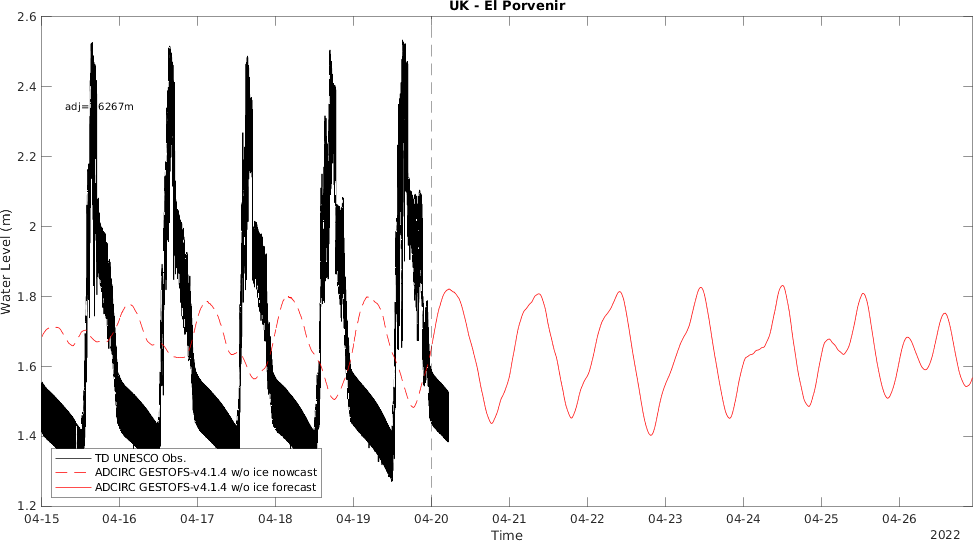 UK - El Porvenir
2.6
2.4
adj= 6267m
2.2
2
1.8
1.6
1.4
1.2
Water Level (m)
TD UNESCO Obs.
ADCIRC GESTOFS-v4.1.4 w/o ice nowcast
ADCIRC GESTOFS-v4.1.4 w/o ice forecast
04-15 04-16 04-17 04-18 04-19 04-20 04-21 04-22 04-23 04-24 04-25 04-26
Time
2022